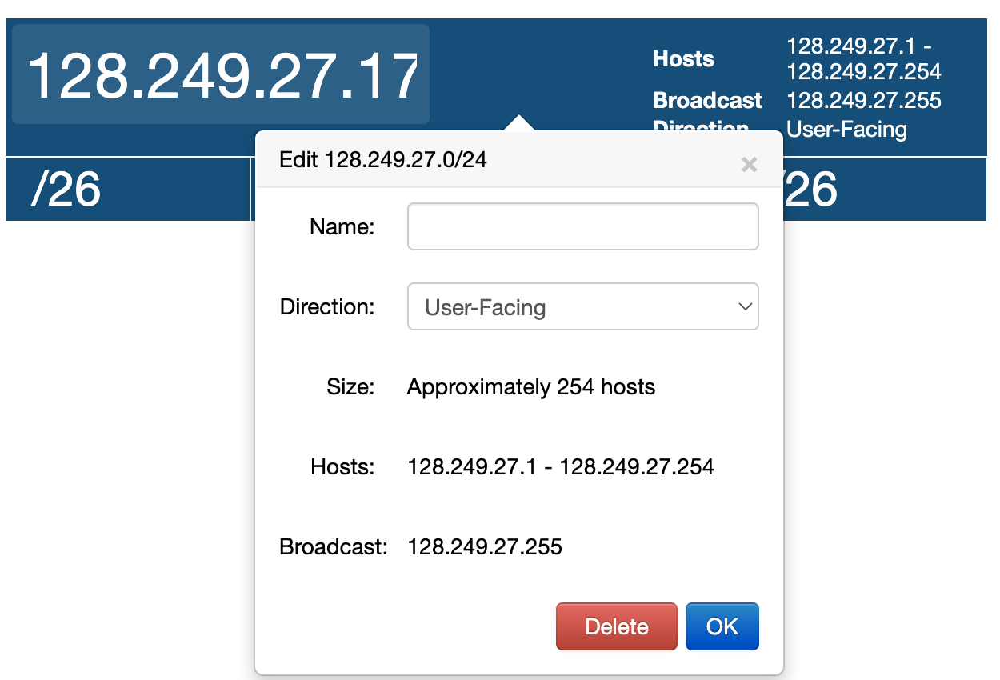 128.249.27.17
Hosts
128.249.27.1 -
128.249.27.254
Broadcast
128.249.27.255
Direction
User-Facing
/26
/26
Edit 128.249.27.0/24
×
Name:
Direction:
User-Facing
Size:
Approximately 254 hosts
Hosts:
128.249.27.1 - 128.249.27.254
Broadcast:
128.249.27.255
Delete
OK